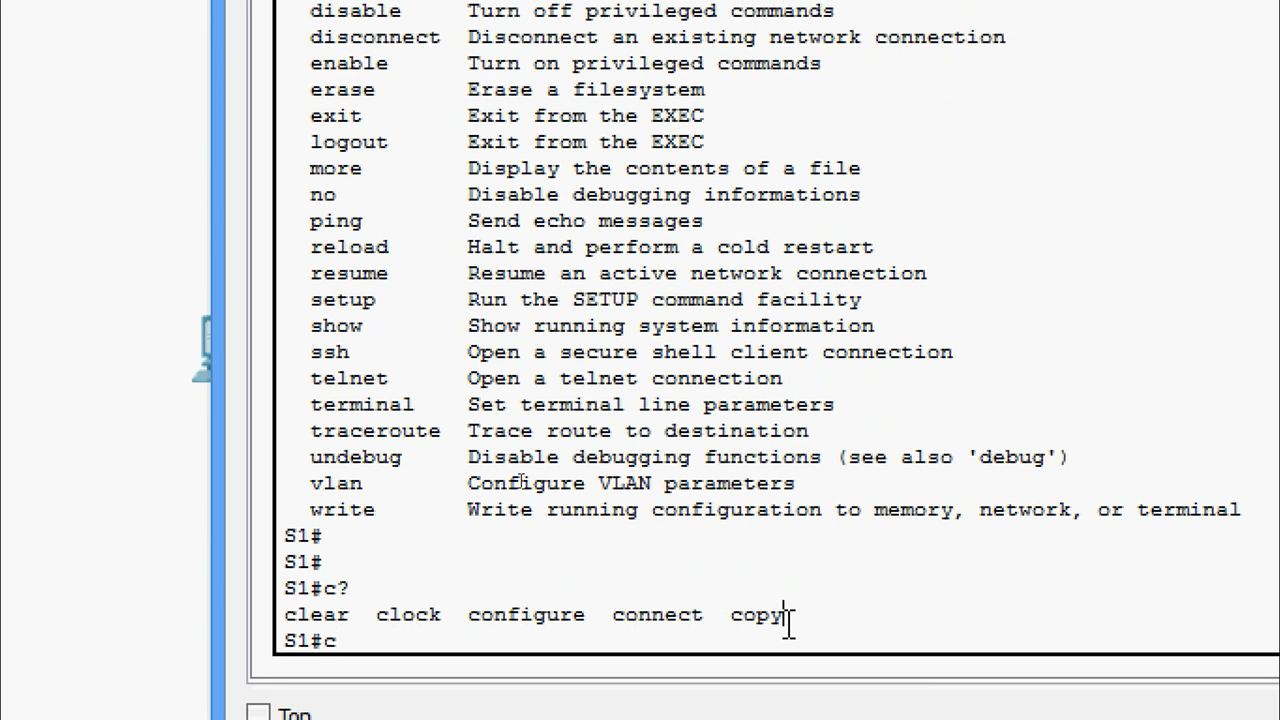 disable     Turn off privileged commands
disconnect  Disconnect an existing network connection
enable      Turn on privileged commands
erase       Erase a filesystem
exit        Exit from the EXEC
logout      Exit from the EXEC
more        Display the contents of a file
no          Disable debugging informations
ping        Send echo messages
reload      Halt and perform a cold restart
resume      Resume an active network connection
setup       Run the SETUP command facility
show        Show running system information
ssh         Open a secure shell client connection
telnet      Open a telnet connection
terminal    Set terminal line parameters
traceroute  Trace route to destination
undebug     Disable debugging functions (see also 'debug')
vlan        Configure VLAN parameters
write       Write running configuration to memory, network, or terminal
S1#
S1#
S1#c?
clear  clock  configure  connect  copy
S1#c
Top